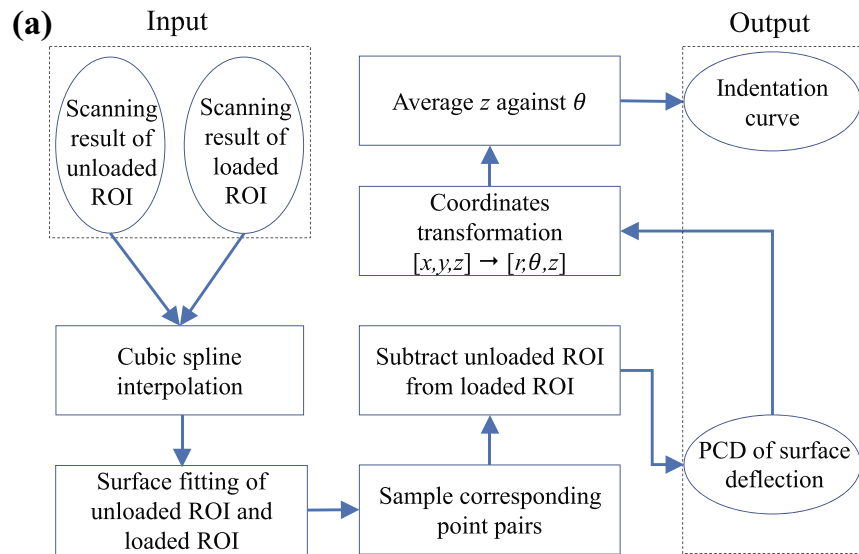 (a)
Input
Output
Scanning
result of
unloaded
ROI
Scanning
result of
loaded
ROI
Cubic spline
interpolation
Surface fitting of
unloaded ROI and
loaded ROI
Sample corresponding
point pairs
Subtract unloaded ROI
from loaded ROI
PCD of surface
deflection
Coordinates
transformation
[x,y,z] → [r,θ,z]
Average z against θ
Indentation
curve